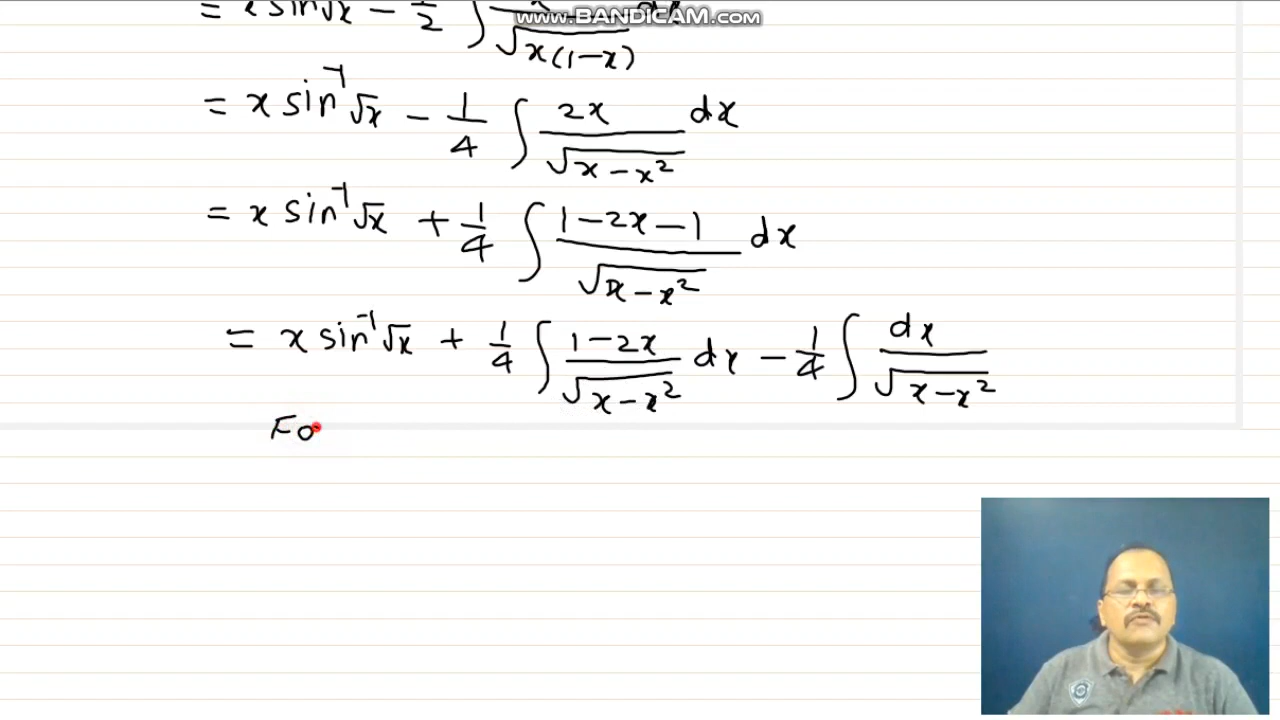 www.BANDICAM.com
√x(1-x)
= x sin⁻¹√x - 1/4 ∫ 2x/√(x-x²) dx
= x sin⁻¹√x + 1/4 ∫ (1-2x-1)/√(x-x²) dx
= x sin⁻¹√x + 1/4 ∫ (1-2x)/√(x-x²) dx - 1/4 ∫ dx/√(x-x²)
Fo